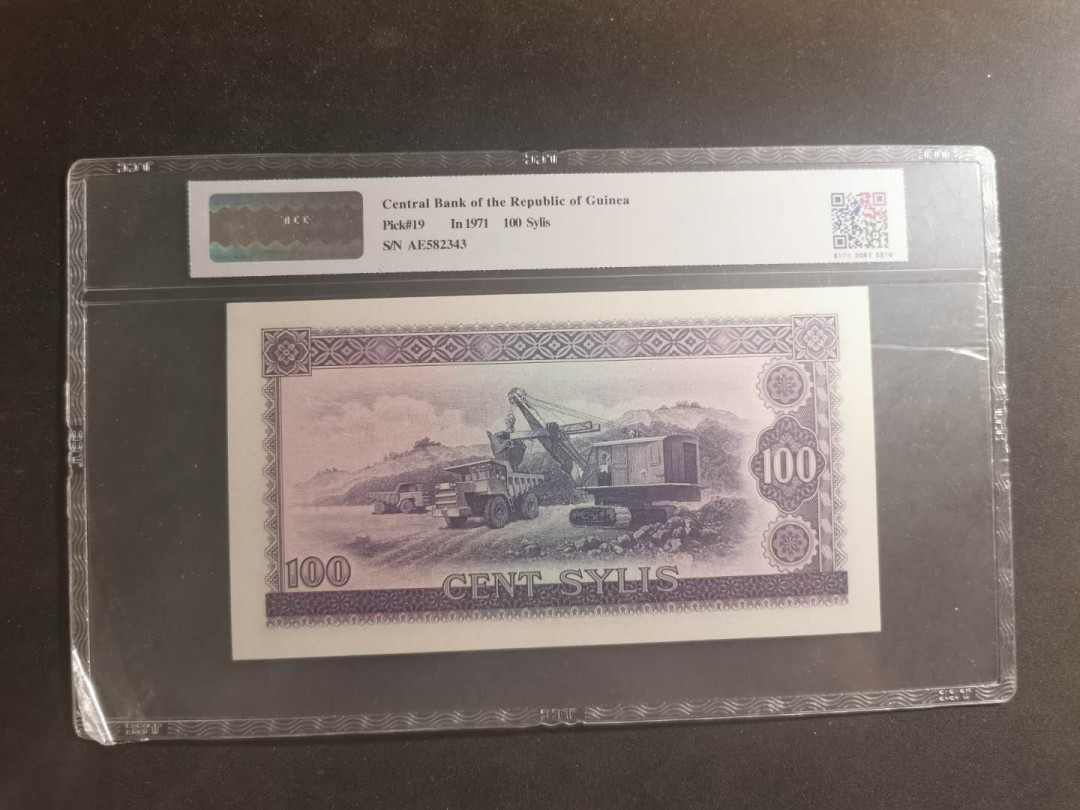 Central Bank of the Republic of Guinea
Pick#19 In 1971 100 Sylis
S/N AE582343
100
100
CENT SYLIS